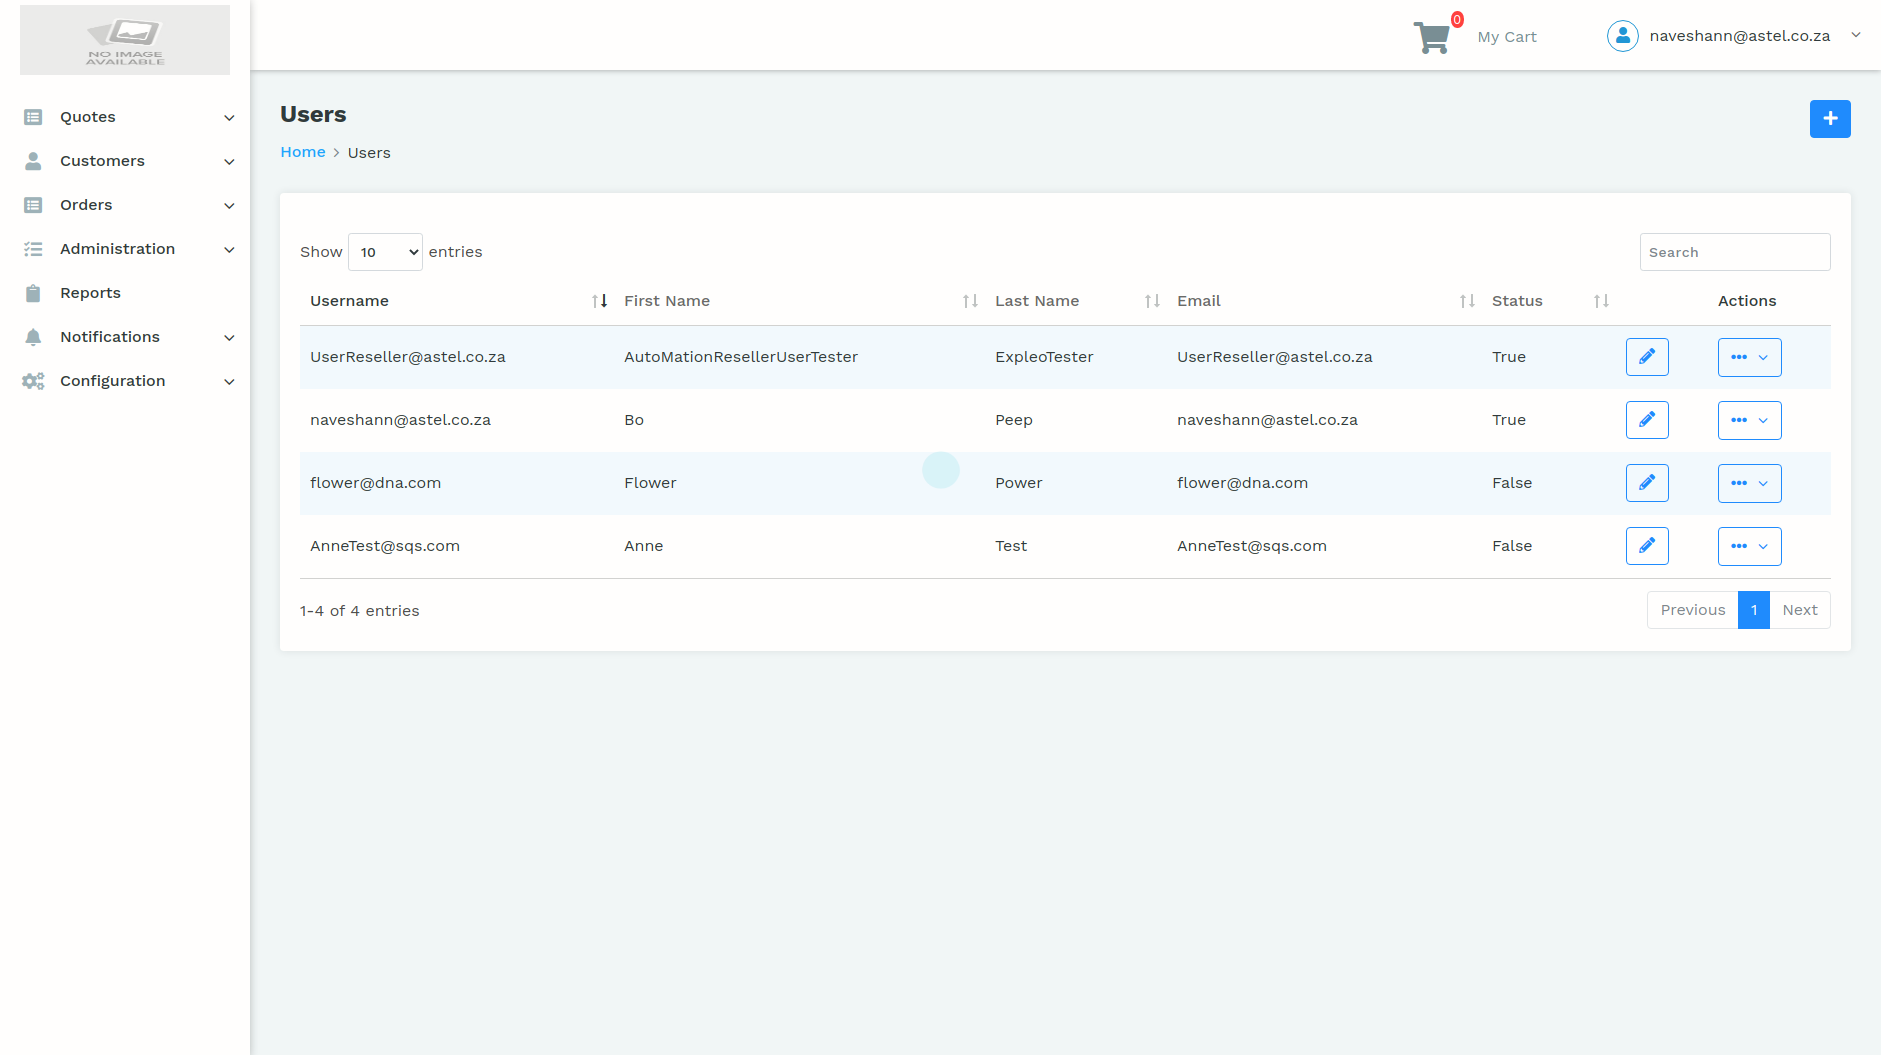 NO IMAGE
AVAILABLE
0
My Cart
naveshann@astel.co.za
Quotes
Customers
Orders
Administration
Reports
Notifications
Configuration
Users
Home > Users
Show 10 entries
Search
Username First Name Last Name Email Status Actions
UserReseller@astel.co.za AutoMationResellerUserTester ExpleoTester UserReseller@astel.co.za True
naveshann@astel.co.za Bo Peep naveshann@astel.co.za True
flower@dna.com Flower Power flower@dna.com False
AnneTest@sqs.com Anne Test AnneTest@sqs.com False
1-4 of 4 entries
Previous 1 Next